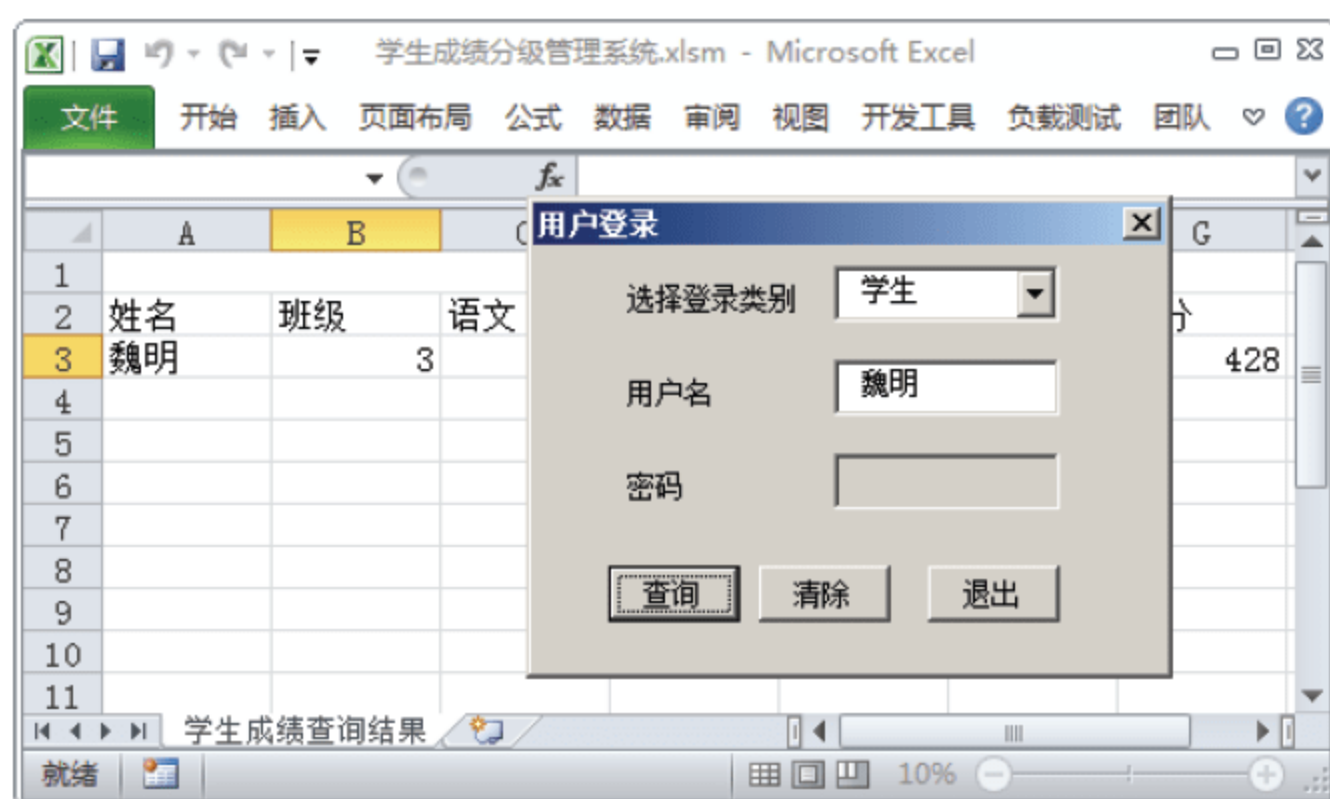 学生成绩分级管理系统.xlsm - Microsoft Excel
文件 开始 插入 页面布局 公式 数据 审阅 视图 开发工具 负载测试 团队
fx
用户登录
A B C G
1
2 姓名 班级 语文 分
3 魏明 3 428
4
5
6
7
8
9
10
11
选择登录类别 学生
用户名 魏明
密码
查询 清除 退出
学生成绩查询结果
就绪 10%